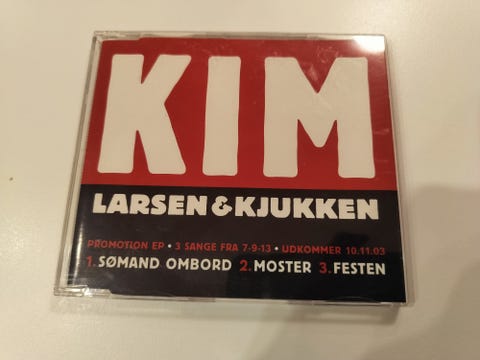 KIM
LARSEN & KJUKKEN
PROMOTION EP • 3 SANGE FRA 7-9-13 • UDKOMMER 10.11.03
1. SØMAND OMBORD 2. MOSTER 3. FESTEN